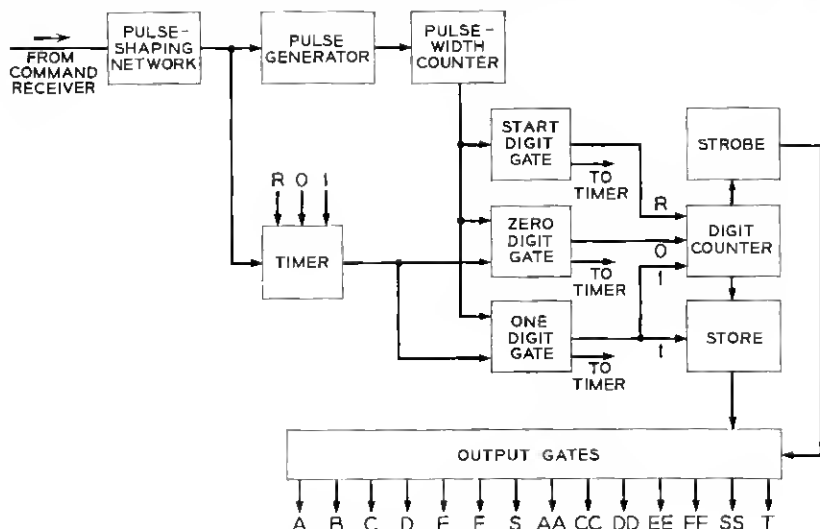 PULSE-
SHAPING
NETWORK
PULSE
GENERATOR
PULSE-
WIDTH
COUNTER
FROM
COMMAND
RECEIVER
START
DIGIT
GATE
TO
TIMER
STROBE
R O 1
TIMER
ZERO
DIGIT
GATE
TO
TIMER
R
O
1
DIGIT
COUNTER
ONE
DIGIT
GATE
TO
TIMER
1
STORE
OUTPUT GATES
A B C D E F S AA CC DD EE FF SS T